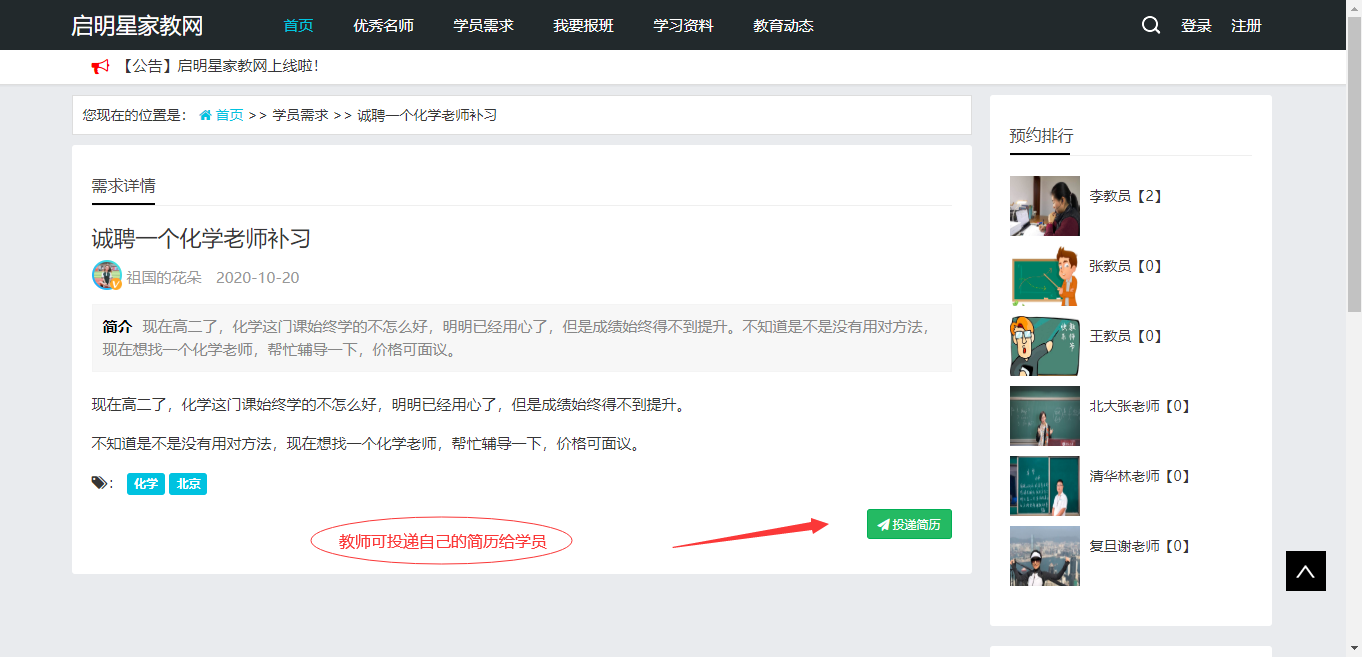 启明星家教网 首页 优秀名师 学员需求 我要报班 学习资料 教育动态 登录 注册
【公告】启明星家教网上线啦！
您现在的位置是： 首页 >> 学员需求 >> 诚聘一个化学老师补习
需求详情
诚聘一个化学老师补习
祖国的花朵 2020-10-20
简介 现在高二了，化学这门课始终学的不怎么好，明明已经用心了，但是成绩始终得不到提升。不知道是不是没有用对方法，
现在想找一个化学老师，帮忙辅导一下，价格可面议。
现在高二了，化学这门课始终学的不怎么好，明明已经用心了，但是成绩始终得不到提升。
不知道是不是没有用对方法，现在想找一个化学老师，帮忙辅导一下，价格可面议。
： 化学 北京
投递简历
教师可投递自己的简历给学员
预约排行
李教员【2】
张教员【0】
王教员【0】
北大张老师【0】
清华林老师【0】
复旦谢老师【0】